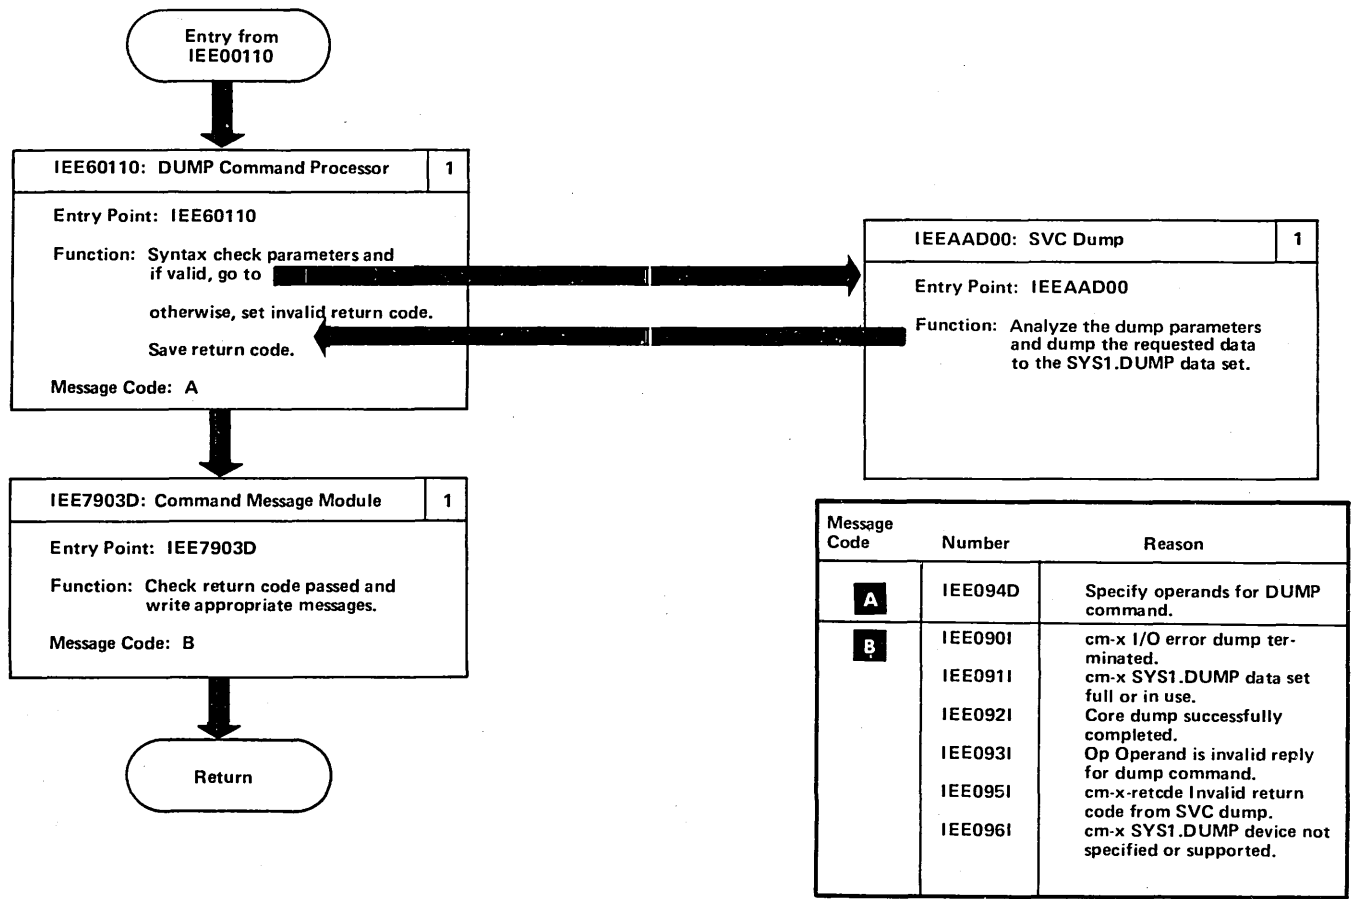 Entry from
IEE00110
IEE60110: DUMP Command Processor
1
Entry Point: IEE60110
Function: Syntax check parameters and
if valid, go to
otherwise, set invalid return code.
Save return code.
Message Code: A
IEEAAD00: SVC Dump
1
Entry Point: IEEAAD00
Function: Analyze the dump parameters
and dump the requested data
to the SYS1.DUMP data set.
IEE7903D: Command Message Module
1
Entry Point: IEE7903D
Function: Check return code passed and
write appropriate messages.
Message Code: B
Return
Message
Code Number Reason
A IEE094D Specify operands for DUMP
command.
B IEE090I cm-x I/O error dump ter-
minated.
IEE091I cm-x SYS1.DUMP data set
full or in use.
IEE092I Core dump successfully
completed.
IEE093I Op Operand is invalid reply
for dump command.
IEE095I cm-x-retcde Invalid return
code from SVC dump.
IEE096I cm-x SYS1.DUMP device not
specified or supported.